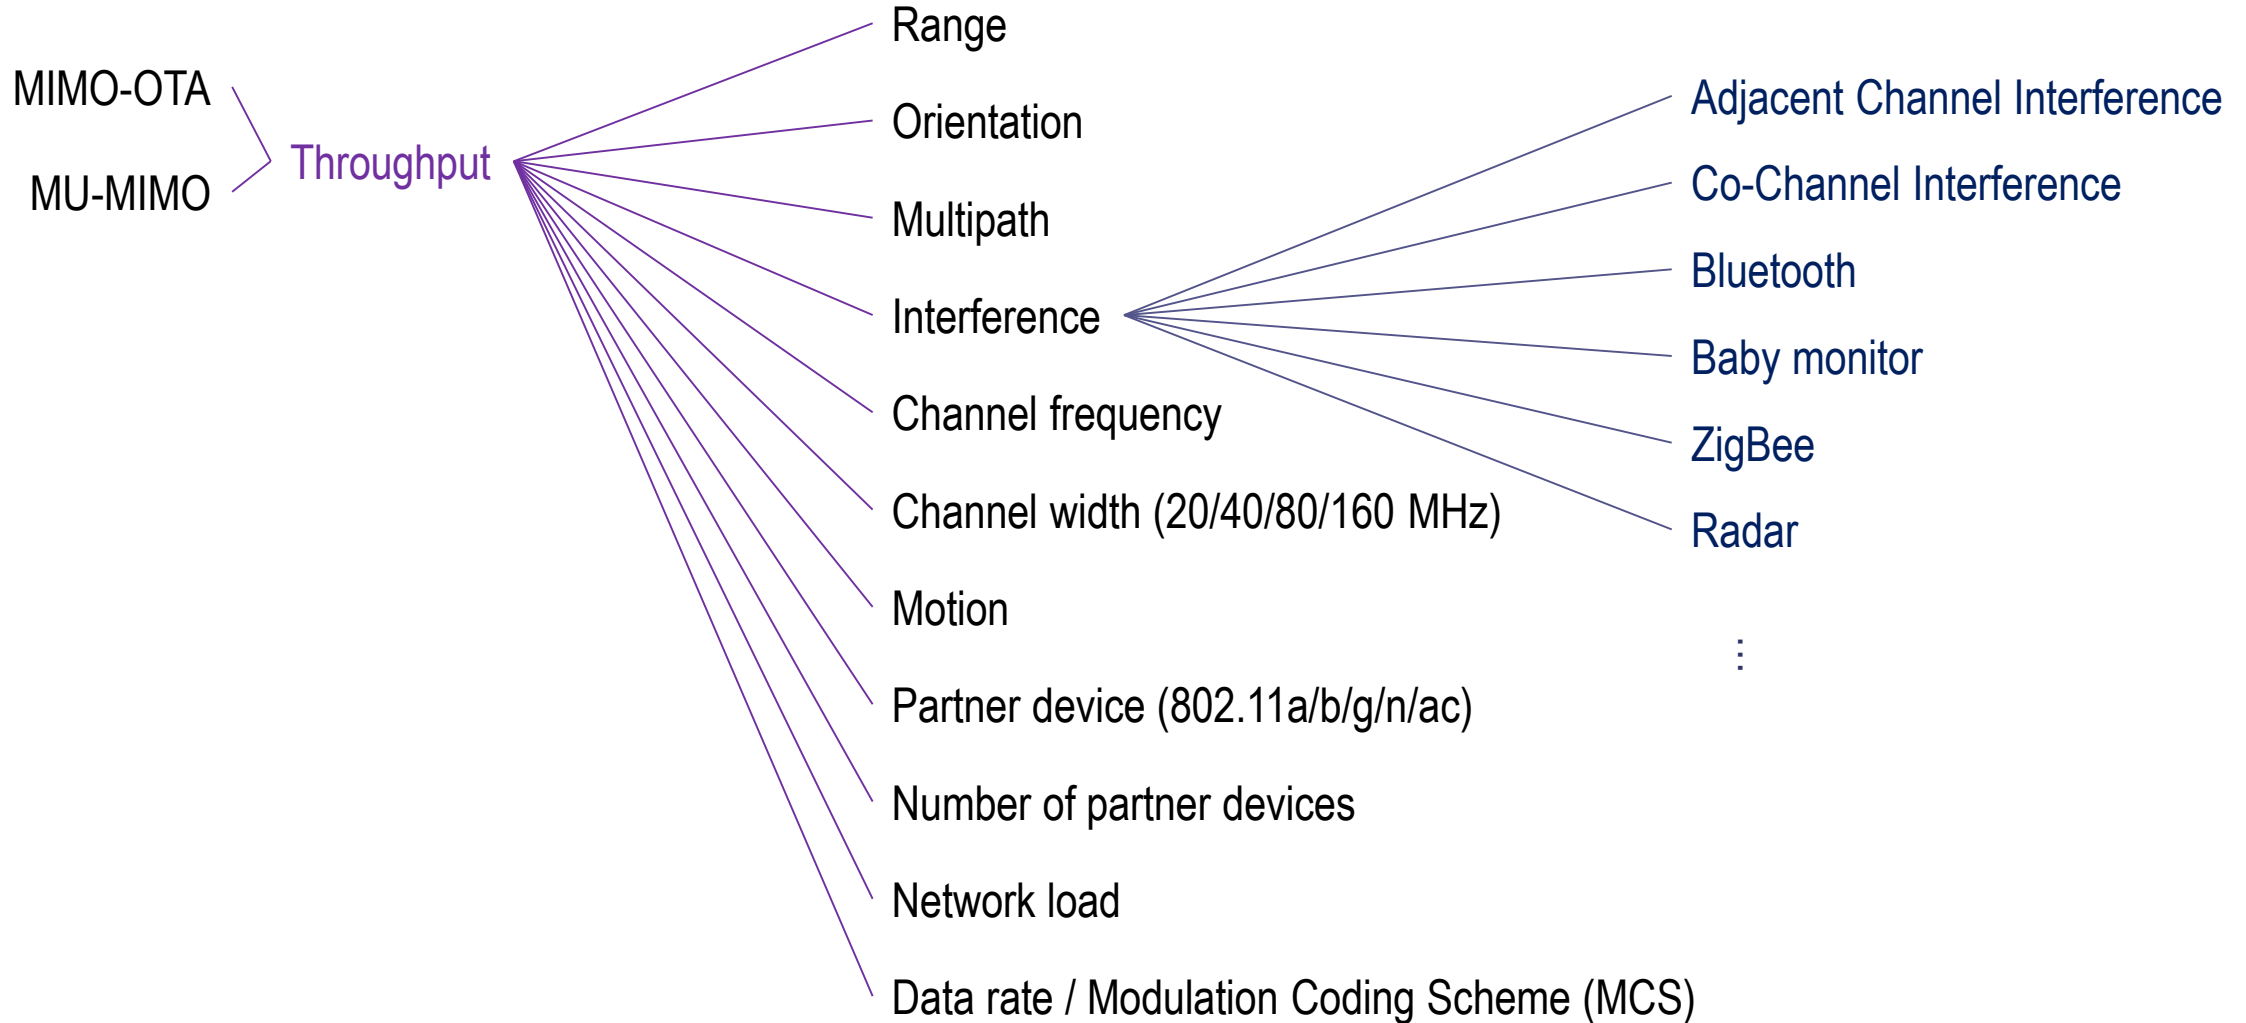 MIMO-OTA
MU-MIMO
Throughput
Range
Orientation
Multipath
Interference
Channel frequency
Channel width (20/40/80/160 MHz)
Motion
Partner device (802.11a/b/g/n/ac)
Number of partner devices
Network load
Data rate / Modulation Coding Scheme (MCS)
Adjacent Channel Interference
Co-Channel Interference
Bluetooth
Baby monitor
ZigBee
Radar
⋮